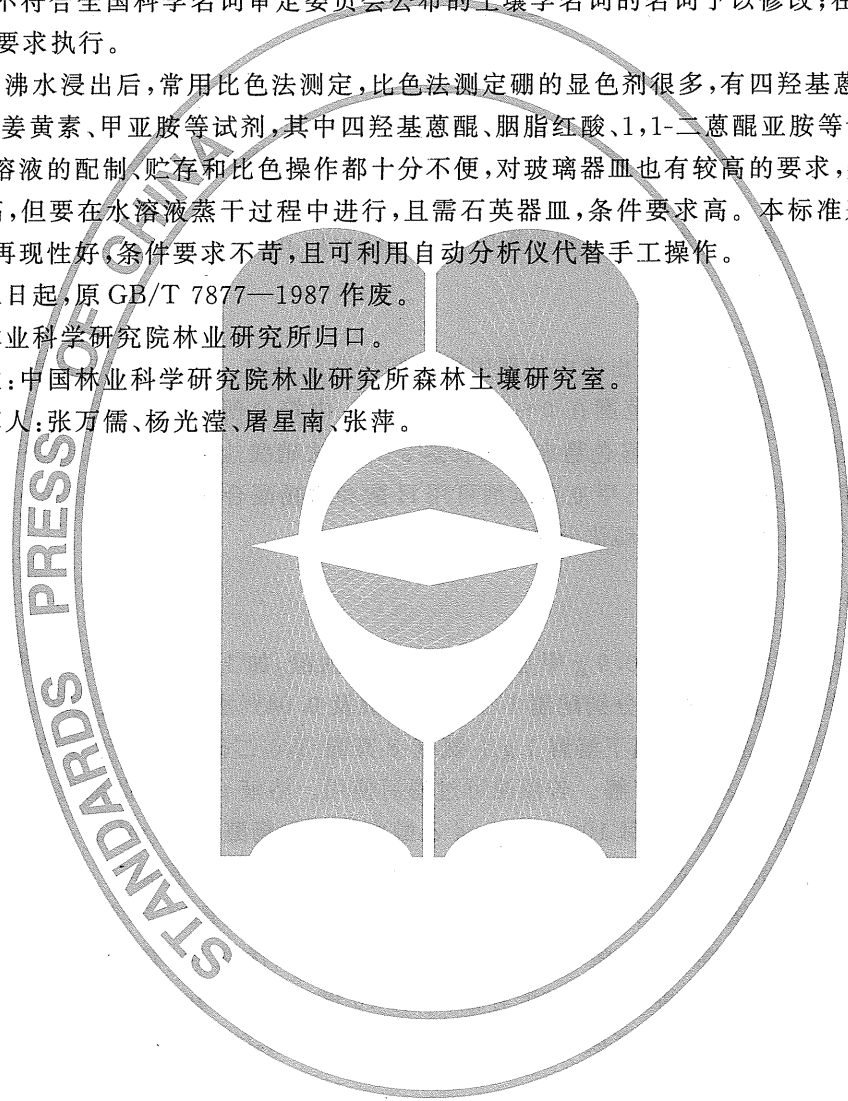 不符合全国科学名词审定委员会公布的土壤学名词的名词予以修改;在
要求执行。
沸水浸出后,常用比色法测定,比色法测定硼的显色剂很多,有四羟基蒽
姜黄素、甲亚胺等试剂,其中四羟基蒽醌、胭脂红酸、1,1-二蒽醌亚胺等
溶液的配制、贮存和比色操作都十分不便,对玻璃器皿也有较高的要求,
高,但要在水溶液蒸干过程中进行,且需石英器皿,条件要求高。本标准
再现性好,条件要求不苛,且可利用自动分析仪代替手工操作。
日起,原 GB/T 7877—1987 作废。
业科学研究院林业研究所归口。
:中国林业科学研究院林业研究所森林土壤研究室。
人:张万儒、杨光滢、屠星南、张萍。
STANDARDS PRESS OF CHINA